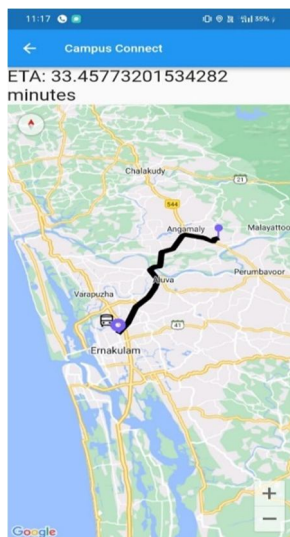 11:17
55%
Campus Connect
ETA: 33.45773201534282
minutes
Chalakudy
21
544
Angamaly
Malayattoo
Perumbavoor
Aluva
Varapuzha
41
Ernakulam
+
−
Google